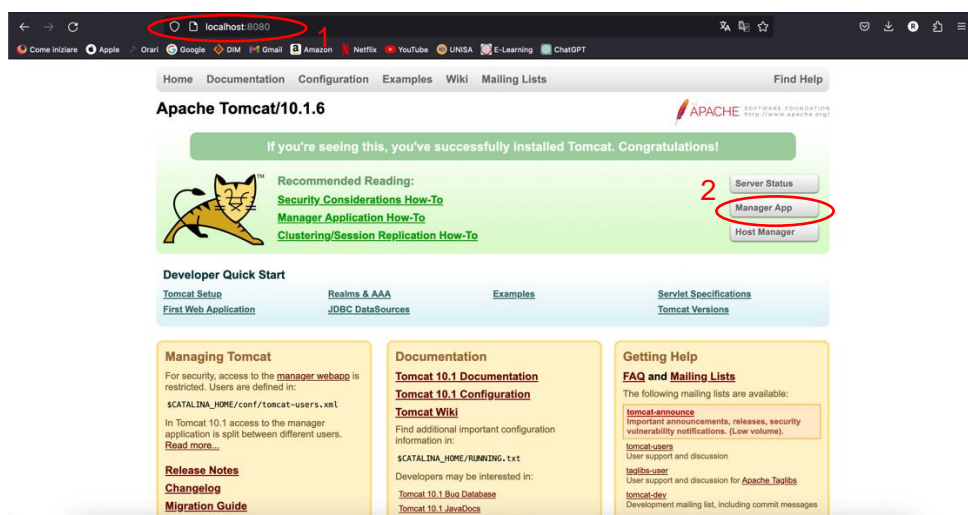 localhost:8080
1
Come iniziare Apple Orari Google DIM Gmail Amazon Netflix YouTube UNISA E-Learning ChatGPT
Home Documentation Configuration Examples Wiki Mailing Lists Find Help
Apache Tomcat/10.1.6
APACHE SOFTWARE FOUNDATION
http://www.apache.org/
If you're seeing this, you've successfully installed Tomcat. Congratulations!
TM
Recommended Reading:
Security Considerations How-To
Manager Application How-To
Clustering/Session Replication How-To
2
Server Status
Manager App
Host Manager
Developer Quick Start
Tomcat Setup Realms & AAA Examples Servlet Specifications
First Web Application JDBC DataSources Tomcat Versions
Managing Tomcat
For security, access to the manager webapp is
restricted. Users are defined in:
$CATALINA_HOME/conf/tomcat-users.xml
In Tomcat 10.1 access to the manager
application is split between different users.
Read more...
Release Notes
Changelog
Migration Guide
Documentation
Tomcat 10.1 Documentation
Tomcat 10.1 Configuration
Tomcat Wiki
Find additional important configuration
information in:
$CATALINA_HOME/RUNNING.txt
Developers may be interested in:
Tomcat 10.1 Bug Database
Tomcat 10.1 JavaDocs
Getting Help
FAQ and Mailing Lists
The following mailing lists are available:
tomcat-announce
Important announcements, releases, security
vulnerability notifications. (Low volume).
tomcat-users
User support and discussion
taglibs-user
User support and discussion for Apache Taglibs
tomcat-dev
Development mailing list, including commit messages